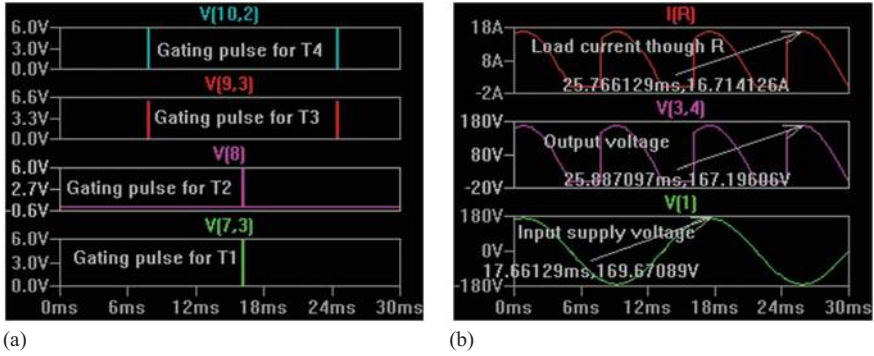 V(10,2)
6.0V
3.0V
0.0V
Gating pulse for T4
V(9,3)
6.6V
3.3V
0.0V
Gating pulse for T3
V(8)
6.0V
2.7V
-0.6V
Gating pulse for T2
V(7,3)
6.0V
3.0V
0.0V
Gating pulse for T1
0ms 6ms 12ms 18ms 24ms 30ms
(a)
I(R)
18A
8A
-2A
Load current though R
25.766129ms,16.714126A
V(3,4)
180V
80V
-20V
Output voltage
25.887097ms,167.19606V
V(1)
180V
0V
-180V
Input supply voltage
17.66129ms,169.67089V
0ms 6ms 12ms 18ms 24ms 30ms
(b)